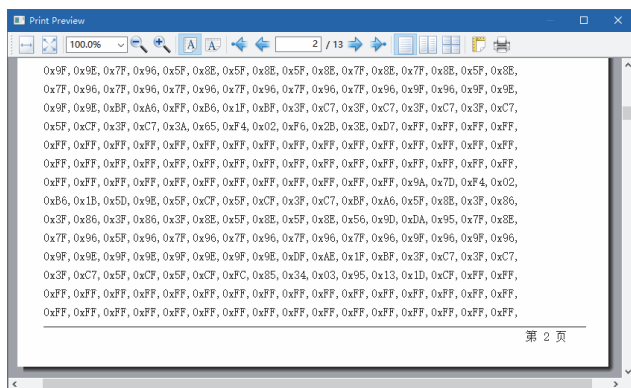 Print Preview
100.0% 2 / 13
0x9F, 0x9E, 0x7F, 0x96, 0x5F, 0x8E, 0x5F, 0x8E, 0x5F, 0x8E, 0x7F, 0x8E, 0x7F, 0x8E, 0x5F, 0x8E,
0x7F, 0x96, 0x7F, 0x96, 0x7F, 0x96, 0x7F, 0x96, 0x7F, 0x96, 0x7F, 0x96, 0x9F, 0x96, 0x9F, 0x9E,
0x9F, 0x9E, 0xBF, 0xA6, 0xFF, 0xB6, 0x1F, 0xBF, 0x3F, 0xC7, 0x3F, 0xC7, 0x3F, 0xC7, 0x3F, 0xC7,
0x5F, 0xCF, 0x3F, 0xC7, 0x3A, 0x65, 0xF4, 0x02, 0xF6, 0x2B, 0x3E, 0xD7, 0xFF, 0xFF, 0xFF, 0xFF,
0xFF, 0xFF, 0xFF, 0xFF, 0xFF, 0xFF, 0xFF, 0xFF, 0xFF, 0xFF, 0xFF, 0xFF, 0xFF, 0xFF, 0xFF, 0xFF,
0xFF, 0xFF, 0xFF, 0xFF, 0xFF, 0xFF, 0xFF, 0xFF, 0xFF, 0xFF, 0xFF, 0xFF, 0xFF, 0xFF, 0xFF, 0xFF,
0xFF, 0xFF, 0xFF, 0xFF, 0xFF, 0xFF, 0xFF, 0xFF, 0xFF, 0xFF, 0xFF, 0xFF, 0x9A, 0x7D, 0xF4, 0x02,
0xB6, 0x1B, 0x5D, 0x9E, 0x5F, 0xCF, 0x5F, 0xCF, 0x3F, 0xC7, 0xBF, 0xA6, 0x5F, 0x8E, 0x3F, 0x86,
0x3F, 0x86, 0x3F, 0x86, 0x3F, 0x8E, 0x5F, 0x8E, 0x5F, 0x8E, 0x56, 0x9D, 0xDA, 0x95, 0x7F, 0x8E,
0x7F, 0x96, 0x5F, 0x96, 0x7F, 0x96, 0x7F, 0x96, 0x7F, 0x96, 0x7F, 0x96, 0x9F, 0x96, 0x9F, 0x96,
0x9F, 0x9E, 0x9F, 0x9E, 0x9F, 0x9E, 0x9F, 0x9E, 0xDF, 0xAE, 0x1F, 0xBF, 0x3F, 0xC7, 0x3F, 0xC7,
0x3F, 0xC7, 0x5F, 0xCF, 0x5F, 0xCF, 0xFC, 0x85, 0x34, 0x03, 0x95, 0x13, 0x1D, 0xCF, 0xFF, 0xFF,
0xFF, 0xFF, 0xFF, 0xFF, 0xFF, 0xFF, 0xFF, 0xFF, 0xFF, 0xFF, 0xFF, 0xFF, 0xFF, 0xFF, 0xFF, 0xFF,
0xFF, 0xFF, 0xFF, 0xFF, 0xFF, 0xFF, 0xFF, 0xFF, 0xFF, 0xFF, 0xFF, 0xFF, 0xFF, 0xFF, 0xFF, 0xFF,
第 2 页